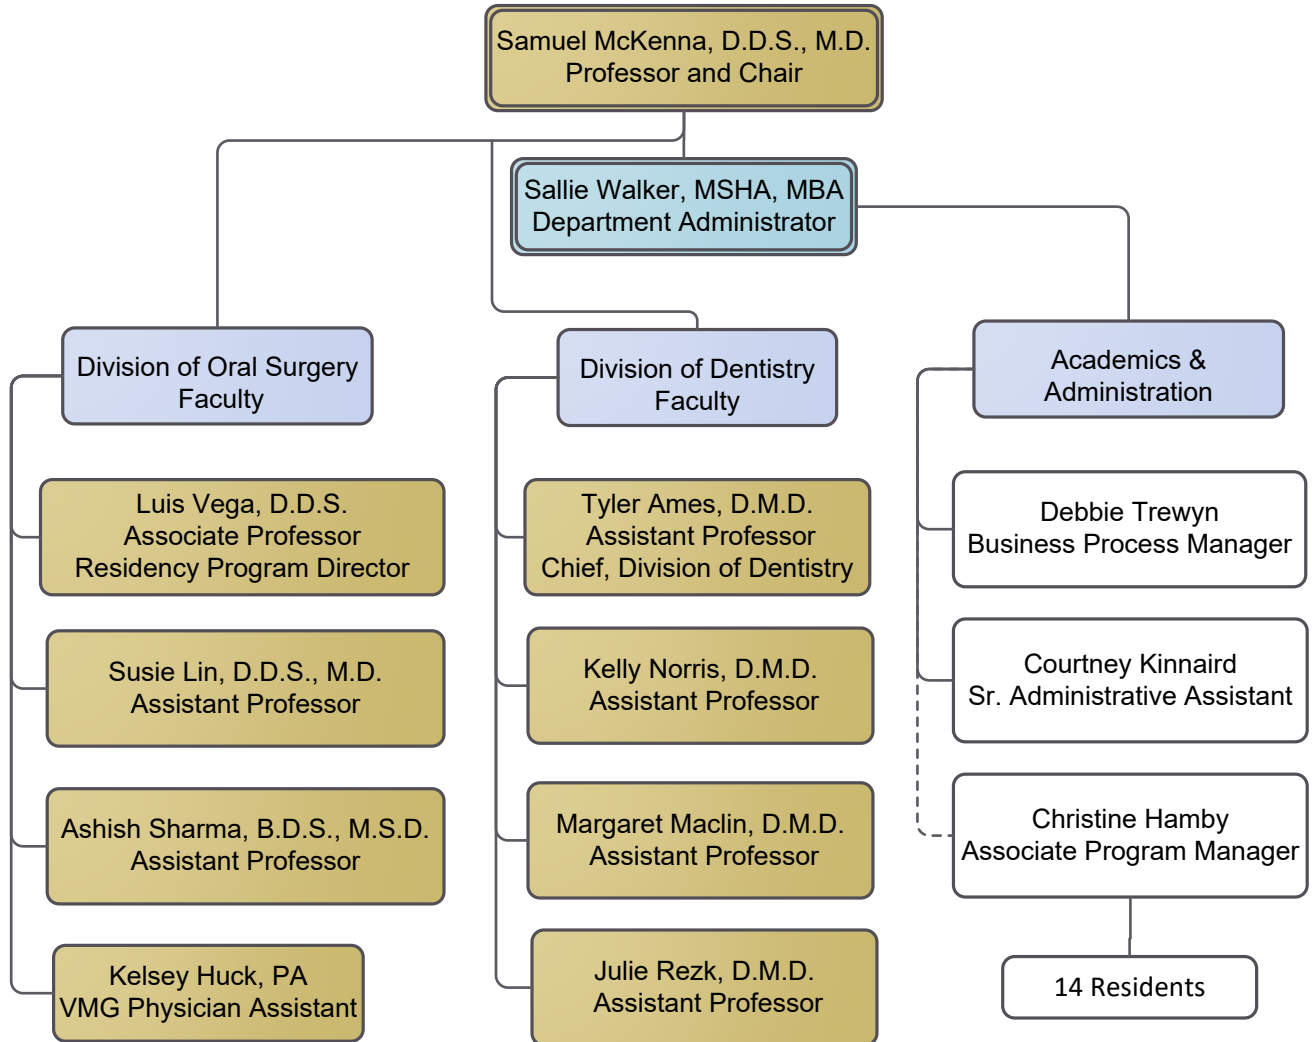 Samuel McKenna, D.D.S., M.D.
Professor and Chair
Sallie Walker, MSHA, MBA
Department Administrator
Division of Oral Surgery
Faculty
Luis Vega, D.D.S.
Associate Professor
Residency Program Director
Susie Lin, D.D.S., M.D.
Assistant Professor
Ashish Sharma, B.D.S., M.S.D.
Assistant Professor
Kelsey Huck, PA
VMG Physician Assistant
Division of Dentistry
Faculty
Tyler Ames, D.M.D.
Assistant Professor
Chief, Division of Dentistry
Kelly Norris, D.M.D.
Assistant Professor
Margaret Maclin, D.M.D.
Assistant Professor
Julie Rezk, D.M.D.
Assistant Professor
Academics &
Administration
Debbie Trewyn
Business Process Manager
Courtney Kinnaird
Sr. Administrative Assistant
Christine Hamby
Associate Program Manager
14 Residents